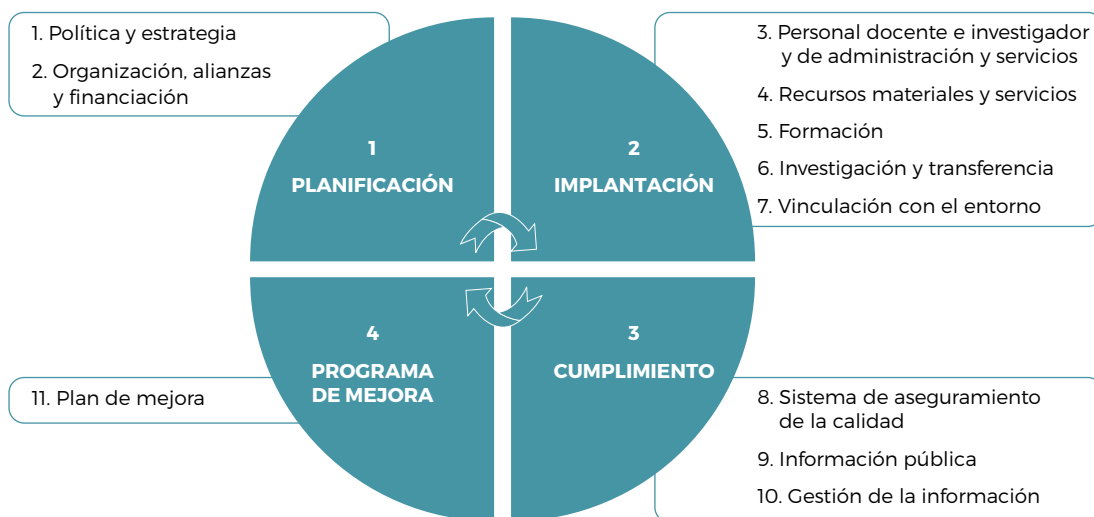 1. Política y estrategia
2. Organización, alianzas
y financiación
1
PLANIFICACIÓN
2
IMPLANTACIÓN
3. Personal docente e investigador
y de administración y servicios
4. Recursos materiales y servicios
5. Formación
6. Investigación y transferencia
7. Vinculación con el entorno
4
PROGRAMA
DE MEJORA
3
CUMPLIMIENTO
11. Plan de mejora
8. Sistema de aseguramiento
de la calidad
9. Información pública
10. Gestión de la información